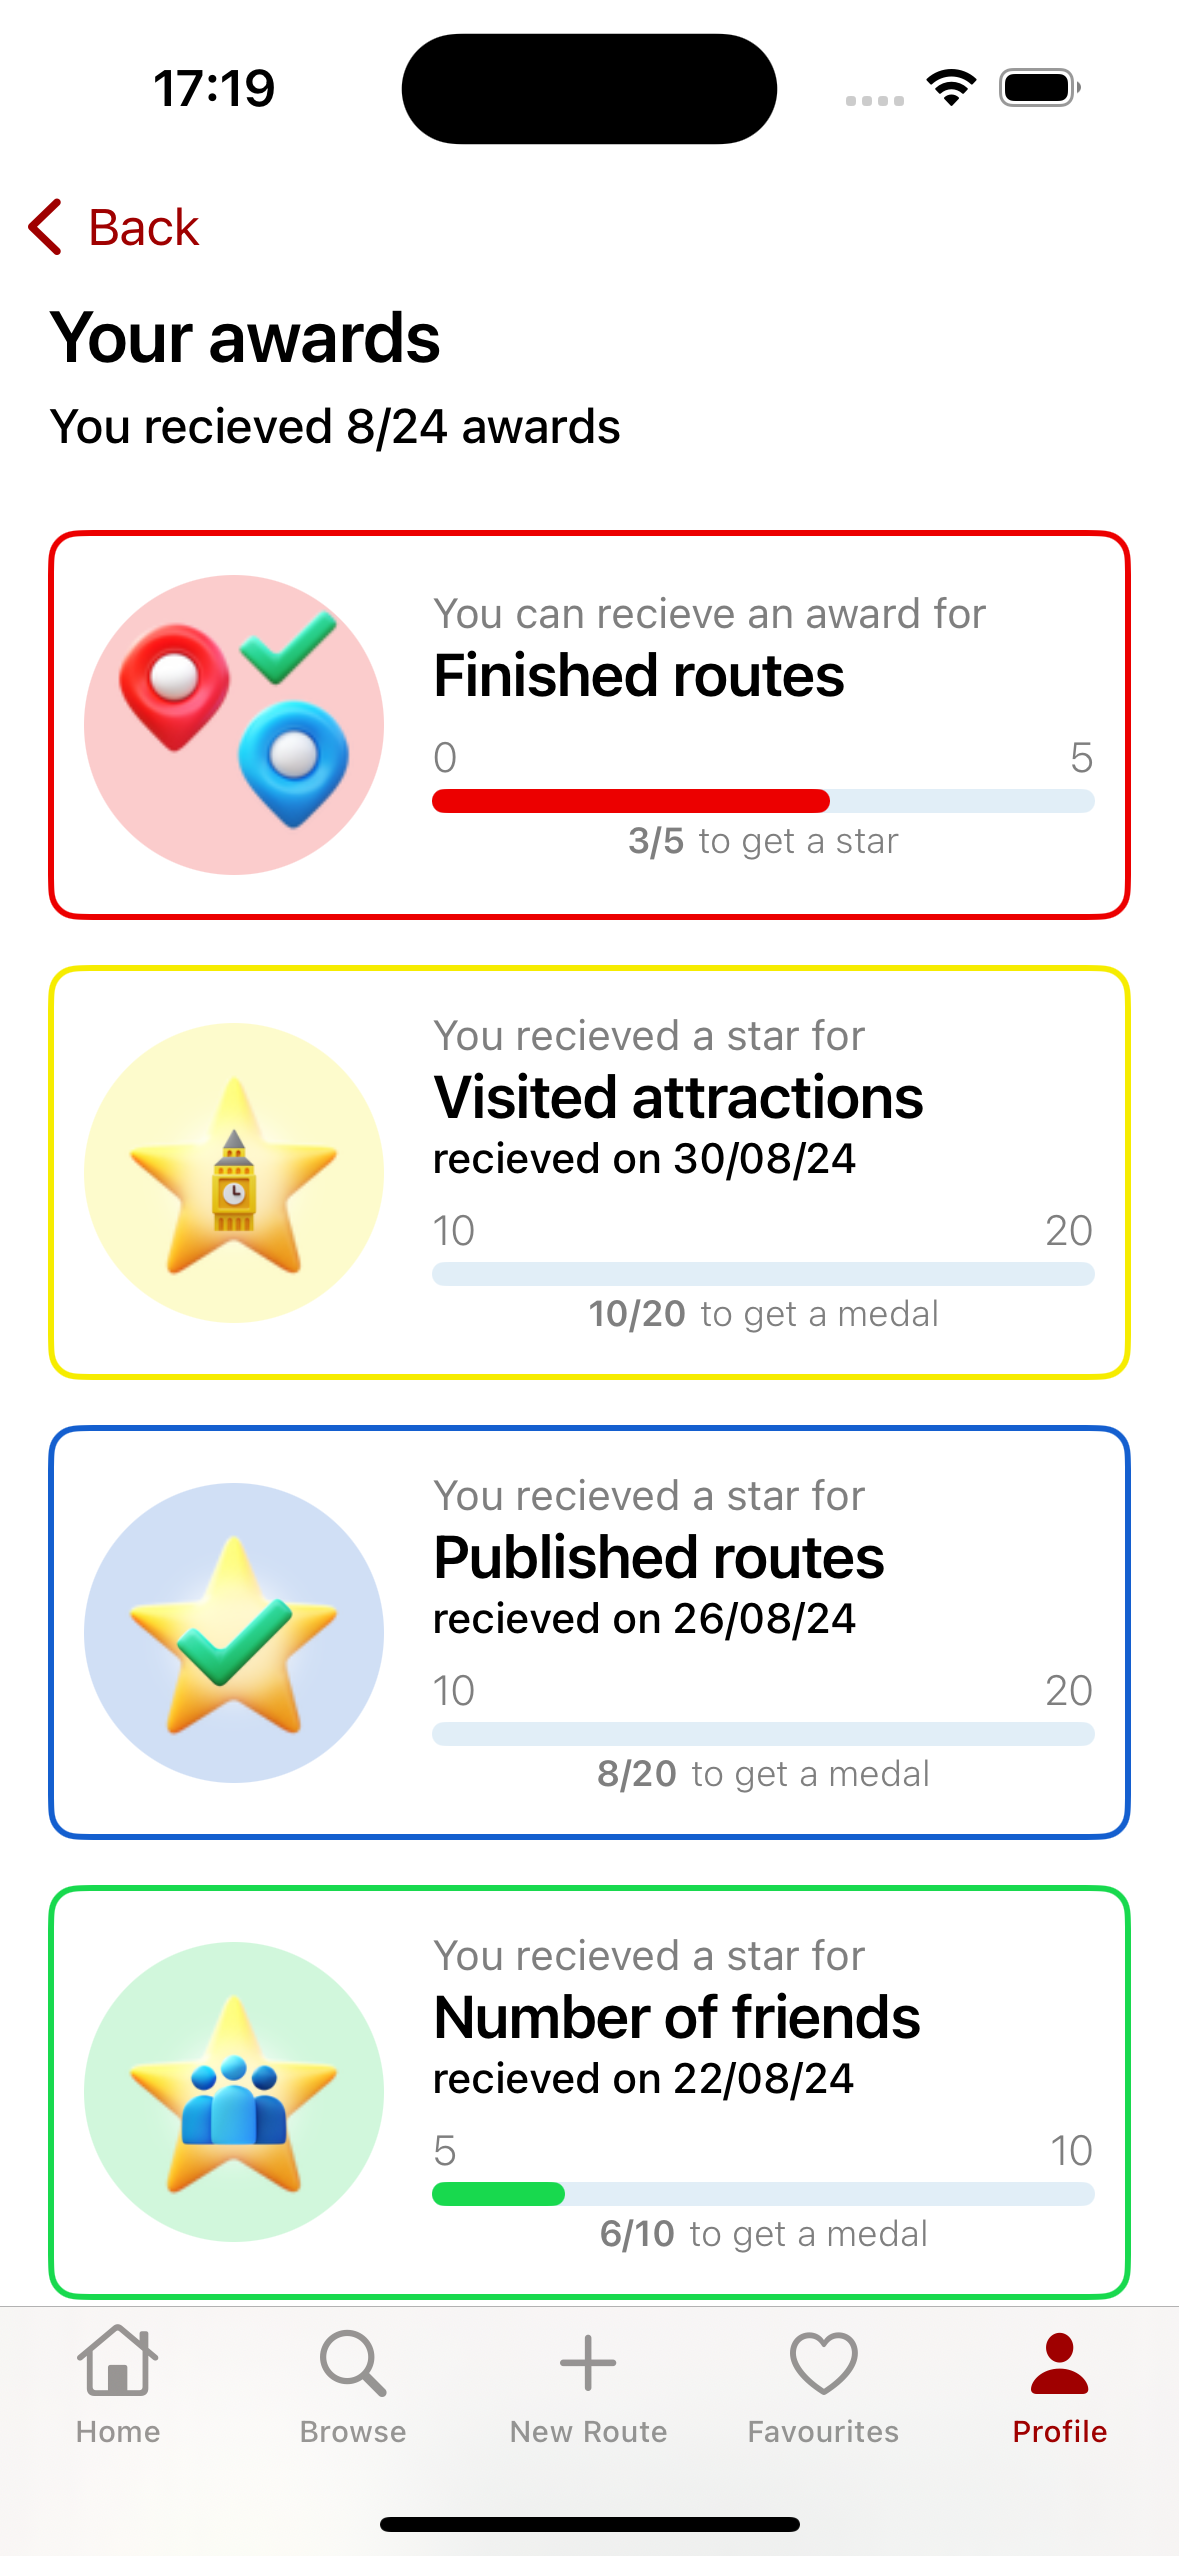 17:19
Back
Your awards
You recieved 8/24 awards
You can recieve an award for
Finished routes
0 5
3/5 to get a star
You recieved a star for
Visited attractions
recieved on 30/08/24
10 20
10/20 to get a medal
You recieved a star for
Published routes
recieved on 26/08/24
10 20
8/20 to get a medal
You recieved a star for
Number of friends
recieved on 22/08/24
5 10
6/10 to get a medal
Home Browse New Route Favourites Profile